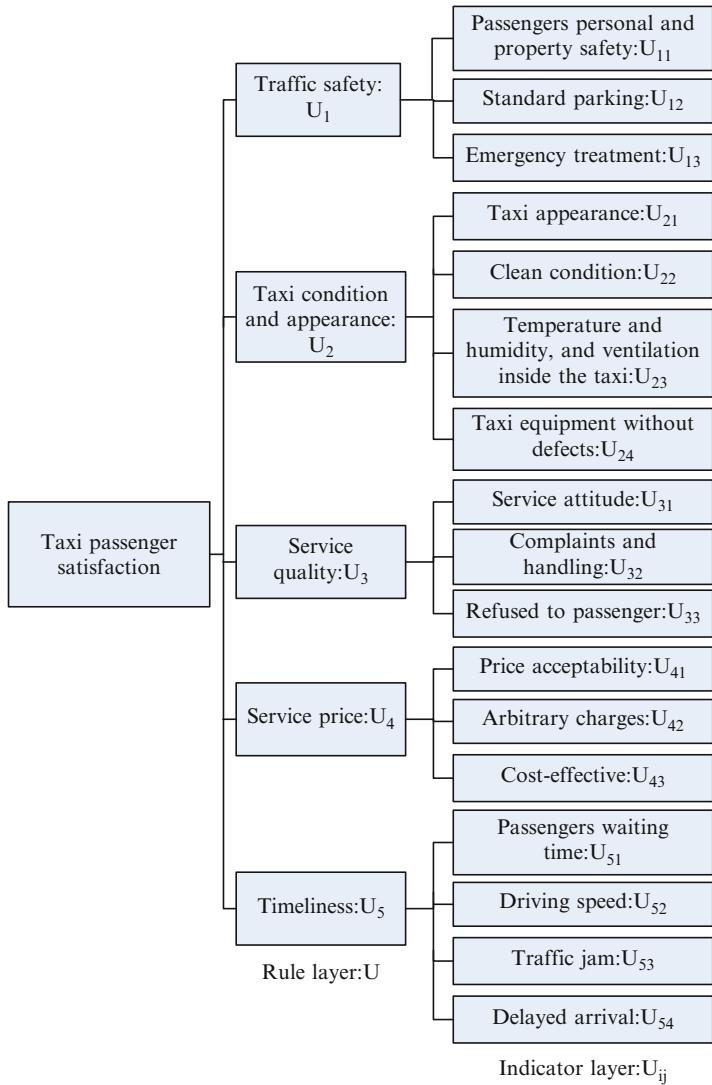 Taxi passenger
satisfaction
Traffic safety:
U₁
Passengers personal and
property safety:U₁₁
Standard parking:U₁₂
Emergency treatment:U₁₃
Taxi condition
and appearance:
U₂
Taxi appearance:U₂₁
Clean condition:U₂₂
Temperature and
humidity, and ventilation
inside the taxi:U₂₃
Taxi equipment without
defects:U₂₄
Service
quality:U₃
Service attitude:U₃₁
Complaints and
handling:U₃₂
Refused to passenger:U₃₃
Service price:U₄
Price acceptability:U₄₁
Arbitrary charges:U₄₂
Cost-effective:U₄₃
Timeliness:U₅
Passengers waiting
time:U₅₁
Driving speed:U₅₂
Traffic jam:U₅₃
Delayed arrival:U₅₄
Rule layer:U
Indicator layer:Uᵢⱼ